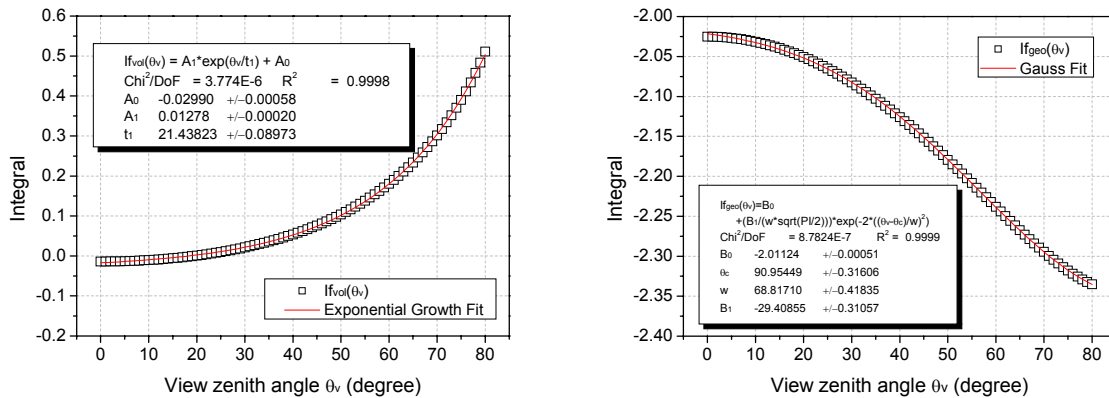 0.6
0.5
0.4
0.3
0.2
0.1
0.0
-0.1
-0.2
Integral
Ifvol(θv) = A1*exp(θv/t1) + A0
Chi²/DoF = 3.774E-6 R² = 0.9998
A0 -0.02990 +/-0.00058
A1 0.01278 +/-0.00020
t1 21.43823 +/-0.08973
Ifvol(θv)
Exponential Growth Fit
0 10 20 30 40 50 60 70 80
View zenith angle θv (degree)
-2.00
-2.05
-2.10
-2.15
-2.20
-2.25
-2.30
-2.35
-2.40
Integral
Ifgeo(θv)
Gauss Fit
Ifgeo(θv)=B0
+(B1/(w*sqrt(PI/2)))*exp(-2*((θv-θc)/w)²)
Chi²/DoF = 8.7824E-7 R² = 0.9999
B0 -2.01124 +/-0.00051
θc 90.95449 +/-0.31606
w 68.81710 +/-0.41835
B1 -29.40855 +/-0.31057
0 10 20 30 40 50 60 70 80
View zenith angle θv (degree)